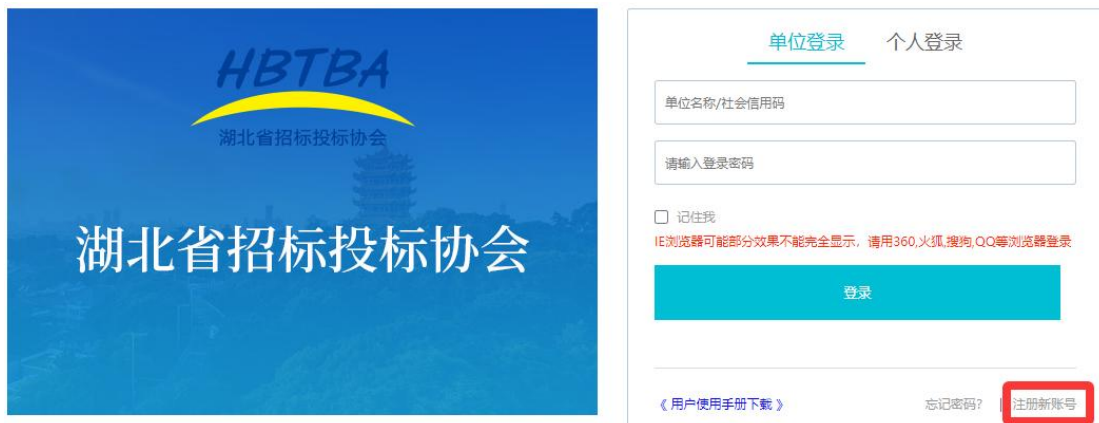 HBTBA
湖北省招标投标协会
湖北省招标投标协会
单位登录 个人登录
单位名称/社会信用码
请输入登录密码
记住我
IE浏览器可能部分效果不能完全显示，请用360,火狐,搜狗,QQ等浏览器登录
登录
《 用户使用手册下载 》 忘记密码? | 注册新账号